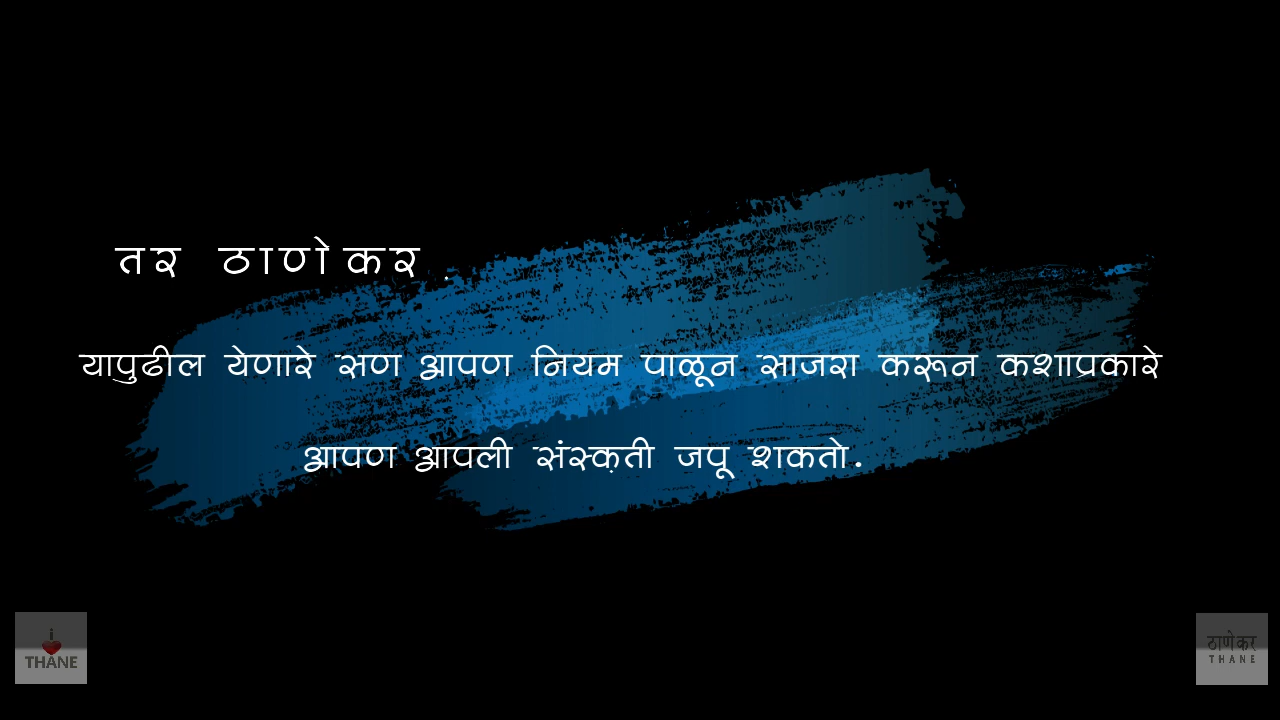 तर ठाणेकर .
यापुढील येणारे सण आपण नियम पाळून साजरा करून कशाप्रकारे
आपण आपली संस्कृती जपू शकतो.
i
THANE
ठाणेकर
THANE